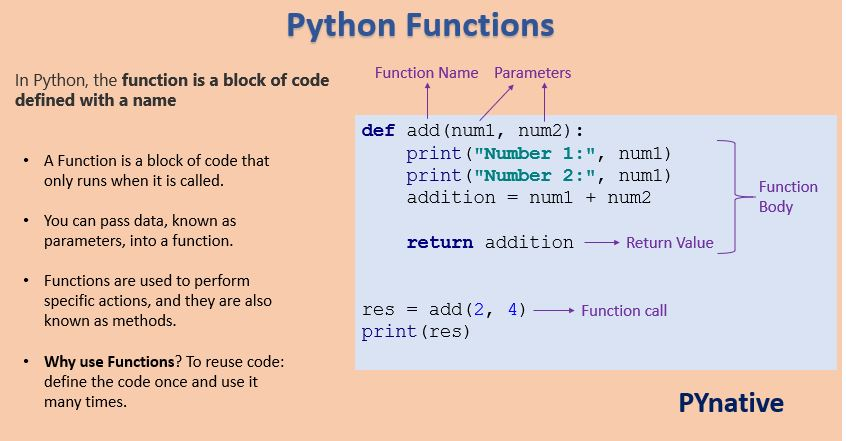 Python Functions
In Python, the function is a block of code
defined with a name
• A Function is a block of code that
only runs when it is called.
• You can pass data, known as
parameters, into a function.
• Functions are used to perform
specific actions, and they are also
known as methods.
• Why use Functions? To reuse code:
define the code once and use it
many times.
Function Name Parameters
def add(num1, num2):
    print("Number 1:", num1)
    print("Number 2:", num1)
    addition = num1 + num2
    return addition
Return Value
Function
Body
res = add(2, 4)
Function call
print(res)
PYnative